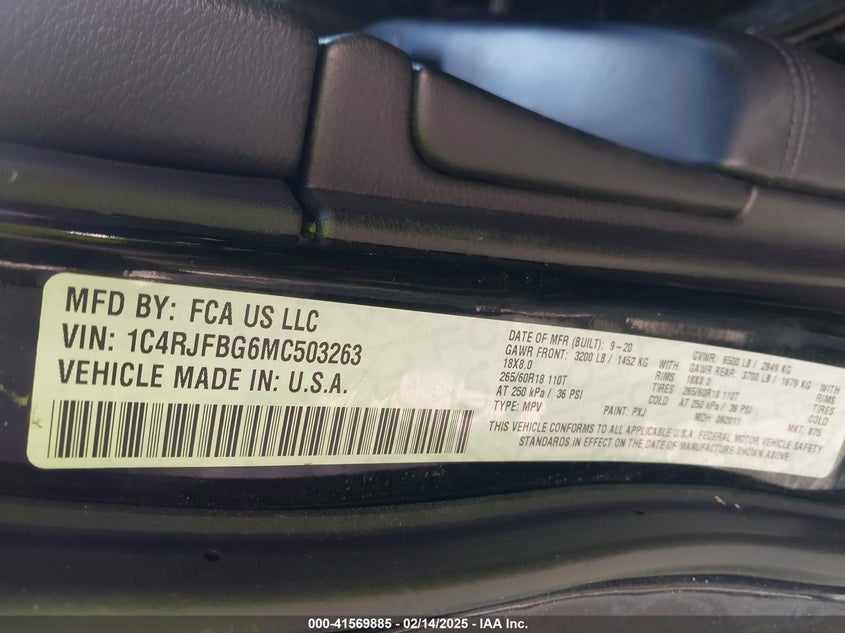 MFD BY: FCA US LLC
VIN: 1C4RJFBG6MC503263
VEHICLE MADE IN: U.S.A.
DATE OF MFR (BUILT): 9-20 GVWR: 6500 LB / 2949 KG
GAWR FRONT: 3200 LB / 1452 KG WITH GAWR REAR: 3700 LB / 1679 KG WITH
18X8.0 RIMS 18X8.0 RIMS
265/60R18 110T TIRES 265/60R18 110T TIRES
AT 250 kPa / 36 PSI COLD AT 250 kPa / 36 PSI COLD
TYPE: MPV PAINT: PXJ MDH: 092811 MKT: 875
THIS VEHICLE CONFORMS TO ALL APPLICABLE U.S.A. FEDERAL MOTOR VEHICLE SAFETY
STANDARDS IN EFFECT ON THE DATE OF MANUFACTURE SHOWN ABOVE
000-41569885 - 02/14/2025 - IAA Inc.